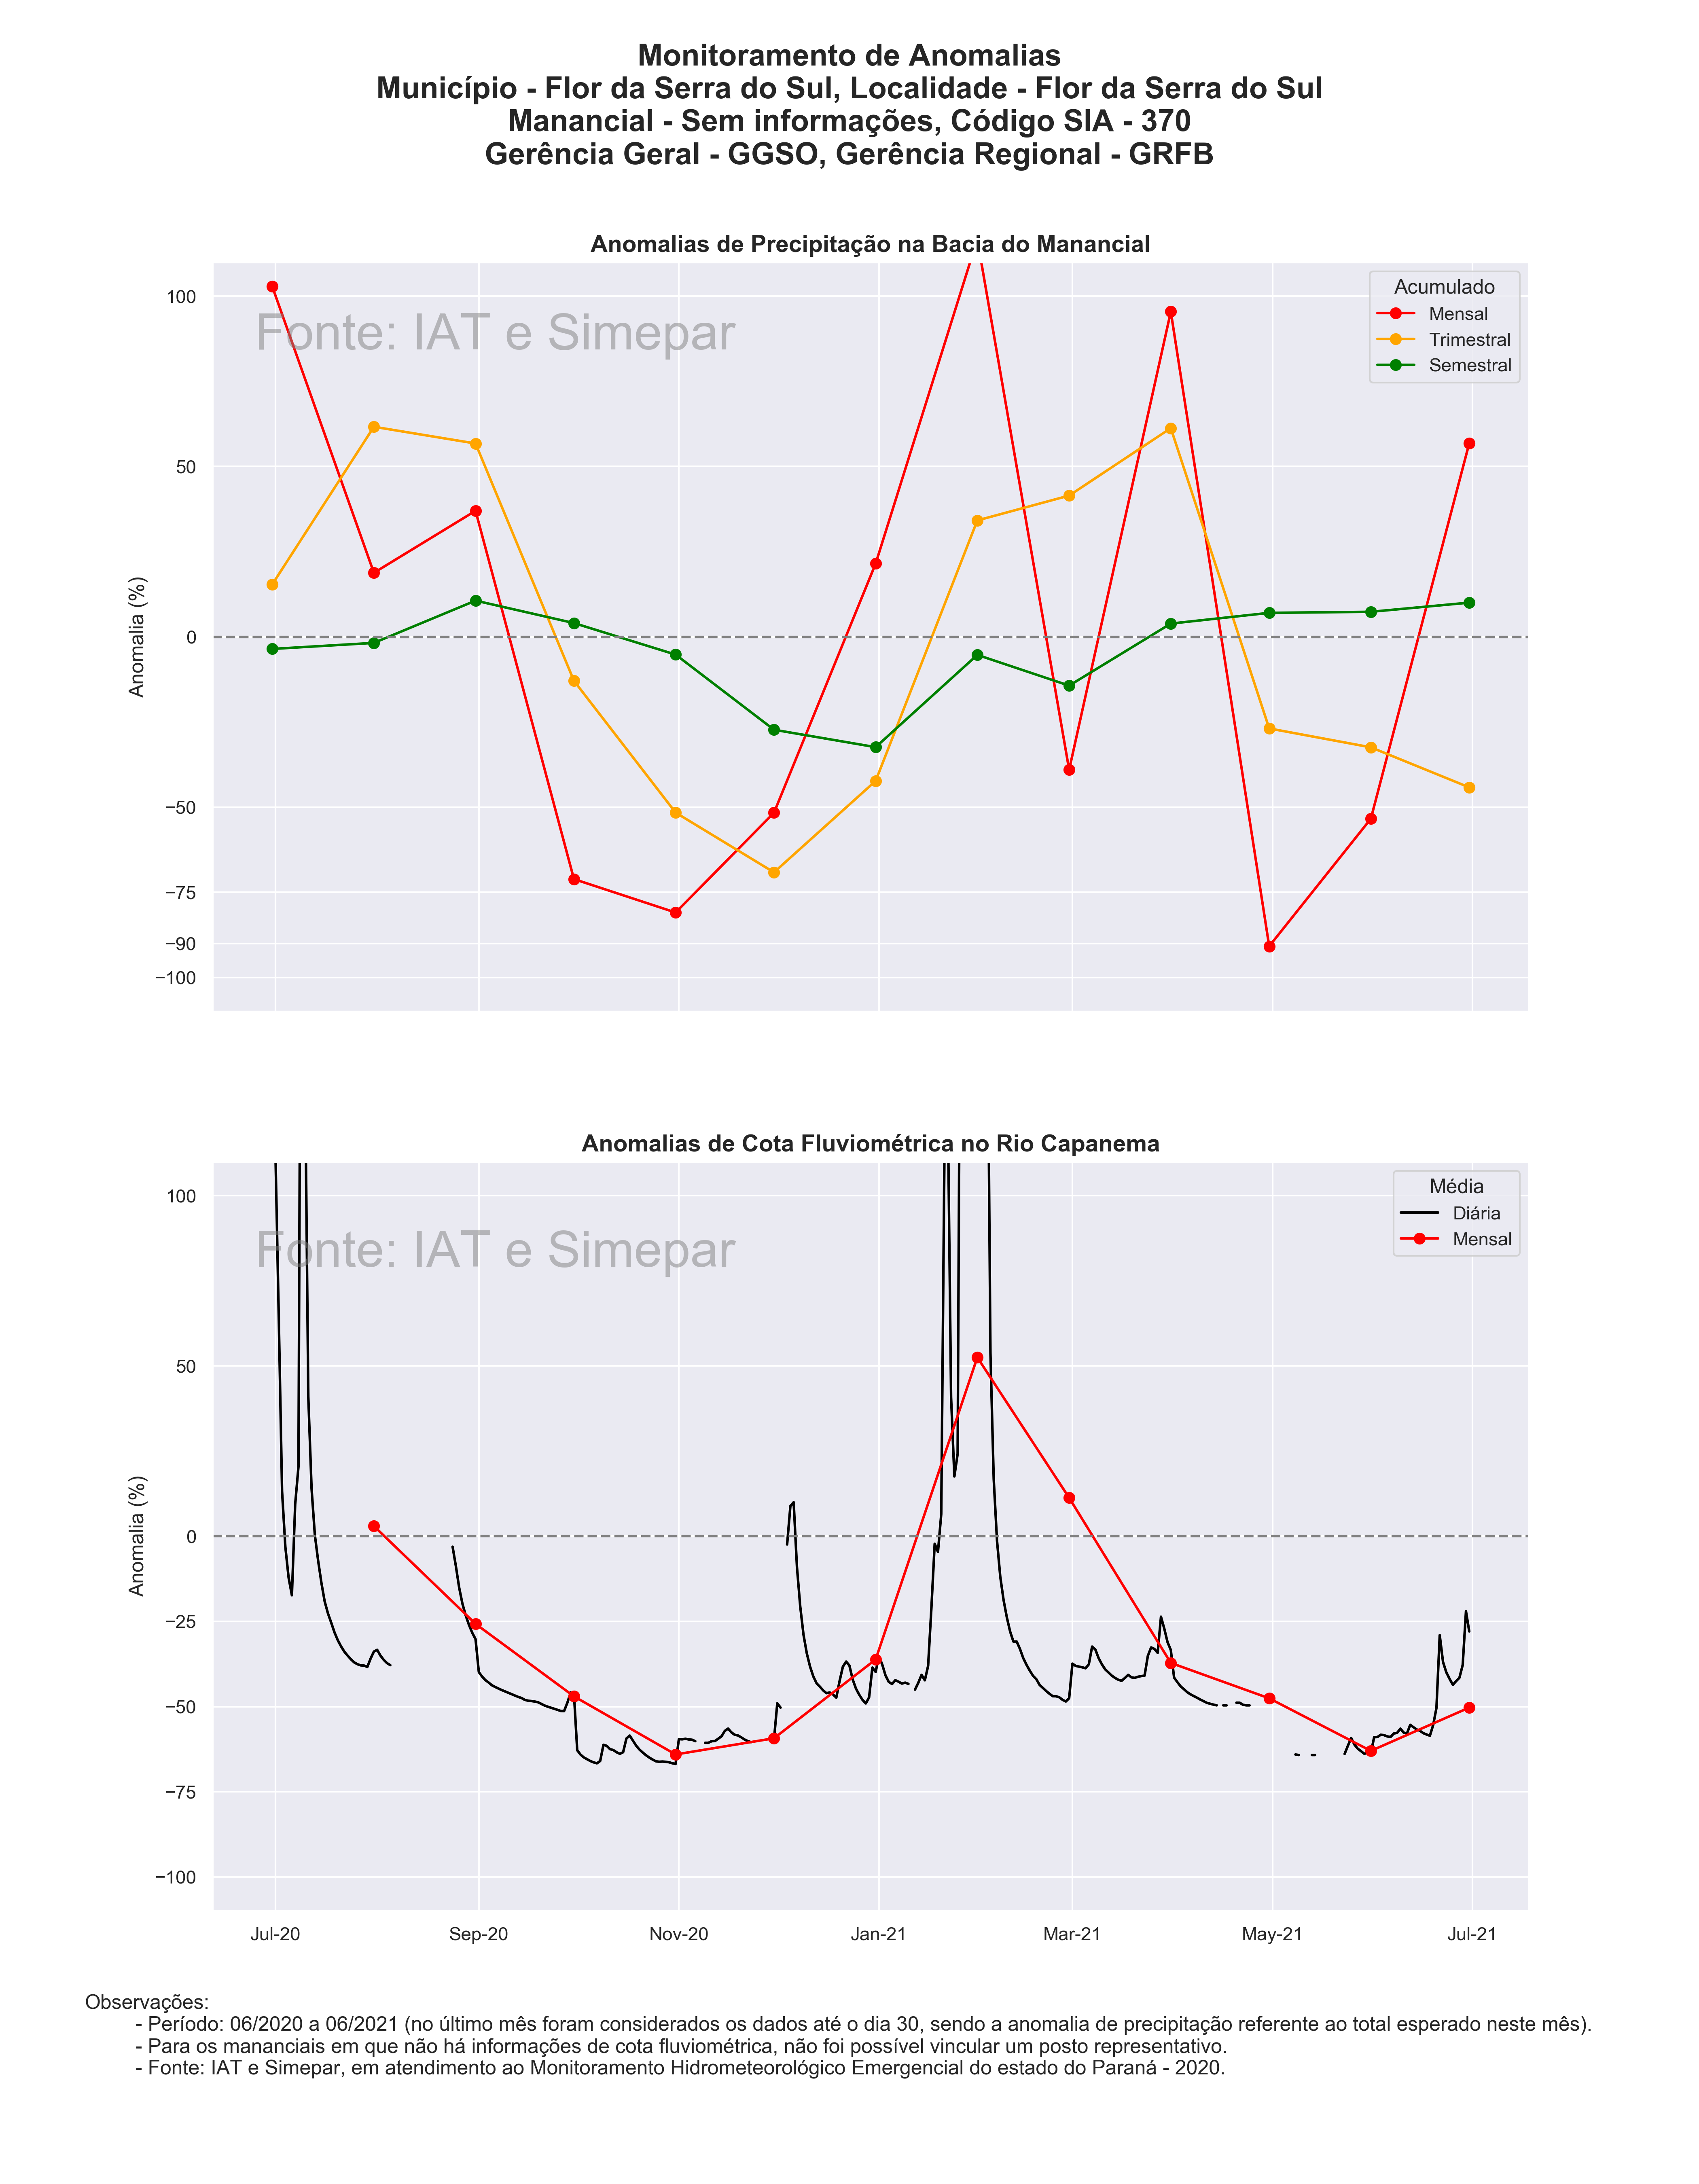 Monitoramento de Anomalias
Município - Flor da Serra do Sul, Localidade - Flor da Serra do Sul
Manancial - Sem informações, Código SIA - 370
Gerência Geral - GGSO, Gerência Regional - GRFB
Anomalias de Precipitação na Bacia do Manancial
Fonte: IAT e Simepar
Acumulado
Mensal
Trimestral
Semestral
Anomalia (%)
100
50
0
−50
−75
−90
−100
Anomalias de Cota Fluviométrica no Rio Capanema
Fonte: IAT e Simepar
Média
Diária
Mensal
Anomalia (%)
100
50
0
−25
−50
−75
−100
Jul-20 Sep-20 Nov-20 Jan-21 Mar-21 May-21 Jul-21
Observações:
- Período: 06/2020 a 06/2021 (no último mês foram considerados os dados até o dia 30, sendo a anomalia de precipitação referente ao total esperado neste mês).
- Para os mananciais em que não há informações de cota fluviométrica, não foi possível vincular um posto representativo.
- Fonte: IAT e Simepar, em atendimento ao Monitoramento Hidrometeorológico Emergencial do estado do Paraná - 2020.